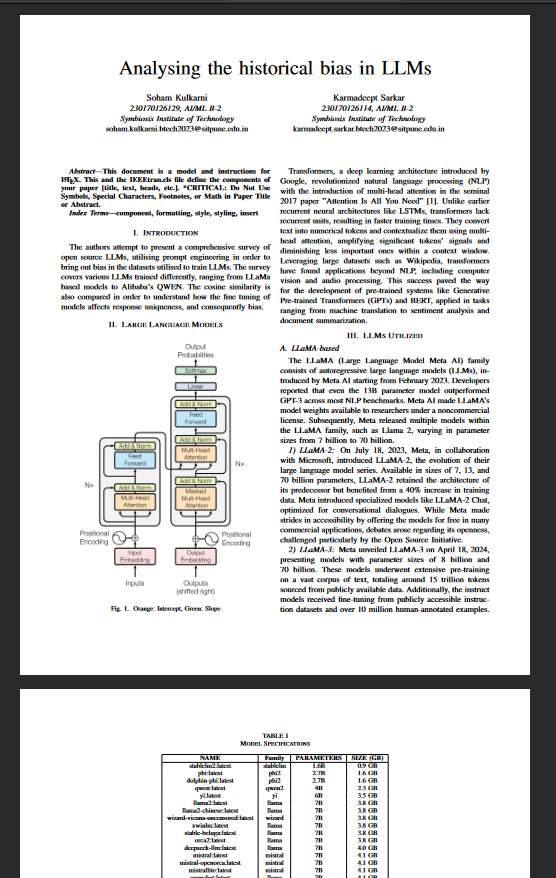 Analysing the historical bias in LLMs
Soham Kulkarni
230170126129, AI/ML B-2
Symbiosis Institute of Technology
soham.kulkarni.btech2023@sitpune.edu.in
Karmadeept Sarkar
230170126114, AI/ML B-2
Symbiosis Institute of Technology
karmadeept.sarkar.btech2023@sitpune.edu.in
Abstract—This document is a model and instructions for
LATEX. This and the IEEEtran.cls file define the components of
your paper [title, text, heads, etc.]. *CRITICAL: Do Not Use
Symbols, Special Characters, Footnotes, or Math in Paper Title
or Abstract.
Index Terms—component, formatting, style, styling, insert
I. INTRODUCTION
The authors attempt to present a comprehensive survey of
open source LLMs, utilising prompt engineering in order to
bring out bias in the datasets utilised to train LLMs. The survey
covers various LLMs trained differently, ranging from LLaMa
based models to Alibaba's QWEN. The cosine similarity is
also compared in order to understand how the fine tuning of
models affects response uniqueness, and consequently bias.
II. LARGE LANGUAGE MODELS
Output
Probabilities
Softmax
Linear
Add & Norm
Feed
Forward
Add & Norm
Multi-Head
Attention
Add & Norm
Feed
Forward
Nx
Add & Norm
Multi-Head
Attention
Nx
Add & Norm
Masked
Multi-Head
Attention
Positional
Encoding
Positional
Encoding
Input
Embedding
Output
Embedding
Inputs
Outputs
(shifted right)
Fig. 1. Orange: Intercept, Green: Slope
Transformers, a deep learning architecture introduced by
Google, revolutionized natural language processing (NLP)
with the introduction of multi-head attention in the seminal
2017 paper "Attention Is All You Need" [1]. Unlike earlier
recurrent neural architectures like LSTMs, transformers lack
recurrent units, resulting in faster training times. They convert
text into numerical tokens and contextualize them using multi-
head attention, amplifying significant tokens' signals and
diminishing less important ones within a context window.
Leveraging large datasets such as Wikipedia, transformers
have found applications beyond NLP, including computer
vision and audio processing. This success paved the way
for the development of pre-trained systems like Generative
Pre-trained Transformers (GPTs) and BERT, applied in tasks
ranging from machine translation to sentiment analysis and
document summarization.
III. LLMS UTILIZED
A. LLaMA-based
The LLaMA (Large Language Model Meta AI) family
consists of autoregressive large language models (LLMs), in-
troduced by Meta AI starting from February 2023. Developers
reported that even the 13B parameter model outperformed
GPT-3 across most NLP benchmarks. Meta AI made LLaMA's
model weights available to researchers under a noncommercial
license. Subsequently, Meta released multiple models within
the LLaMA family, such as Llama 2, varying in parameter
sizes from 7 billion to 70 billion.
1) LLaMA-2: On July 18, 2023, Meta, in collaboration
with Microsoft, introduced LLaMA-2, the evolution of their
large language model series. Available in sizes of 7, 13, and
70 billion parameters, LLaMA-2 retained the architecture of
its predecessor but benefited from a 40% increase in training
data. Meta introduced specialized models like LLaMA-2 Chat,
optimized for conversational dialogues. While Meta made
strides in accessibility by offering the models for free in many
commercial applications, debates arose regarding its openness,
challenged particularly by the Open Source Initiative.
2) LLaMA-3: Meta unveiled LLaMA-3 on April 18, 2024,
presenting models with parameter sizes of 8 billion and
70 billion. These models underwent extensive pre-training
on a vast corpus of text, totaling around 15 trillion tokens
sourced from publicly available data. Additionally, the instruct
models received fine-tuning from publicly accessible instruc-
tion datasets and over 10 million human-annotated examples.
TABLE I
MODEL SPECIFICATIONS
NAME Family PARAMETERS SIZE (GB)
stablelm2:latest stablelm 1.6B 0.9 GB
phi:latest phi2 2.7B 1.6 GB
dolphin-phi:latest phi2 2.7B 1.6 GB
qwen:latest qwen2 4B 2.3 GB
yi:latest yi 6B 3.5 GB
llama2:latest llama 7B 3.8 GB
llama2-chinese:latest llama 7B 3.8 GB
wizard-vicuna-uncensored:latest wizard 7B 3.8 GB
xwinlm:latest llama 7B 3.8 GB
stable-beluga:latest llama 7B 3.8 GB
orca2:latest llama 7B 3.8 GB
deepseek-llm:latest llama 7B 4.0 GB
mistral:latest mistral 7B 4.1 GB
mistral-openorca:latest mistral 7B 4.1 GB
mistrallite:latest mistral 7B 4.1 GB